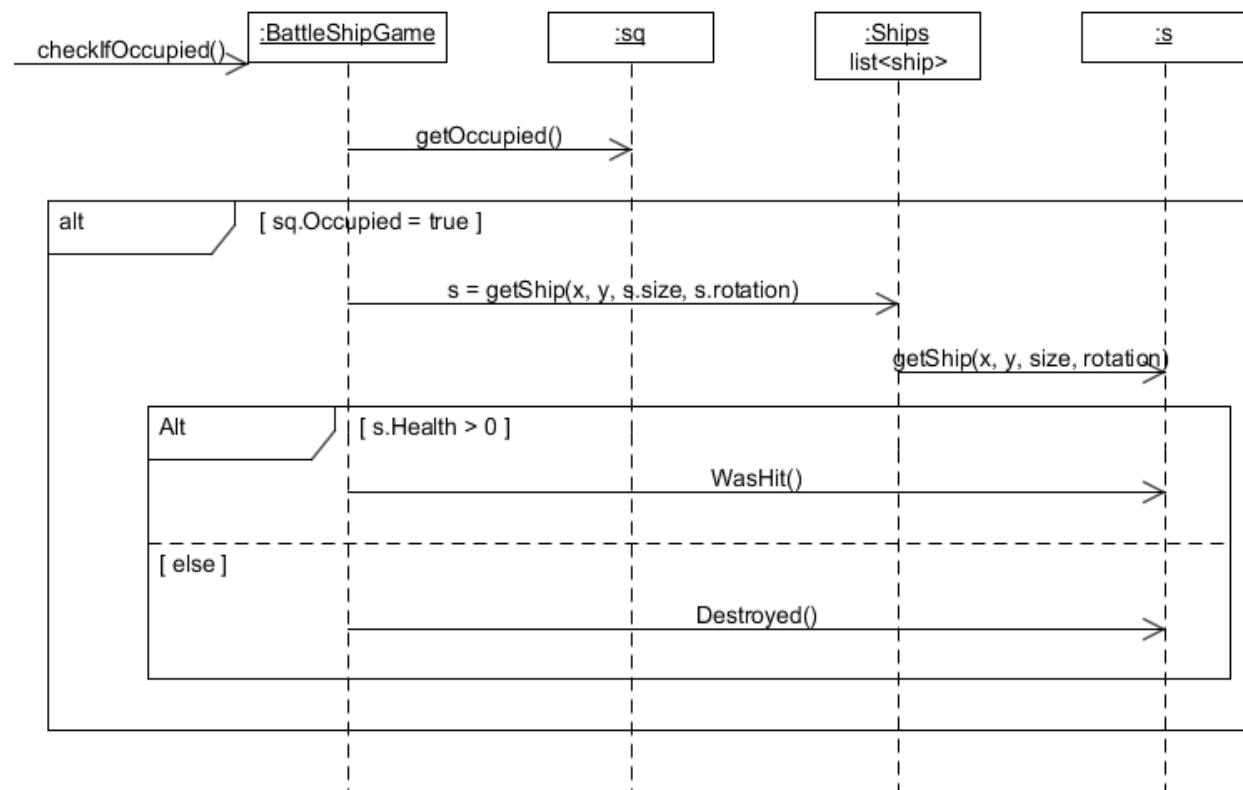 :BattleShipGame
:sq
:Ships
list<ship>
:s
checkIfOccupied()
getOccupied()
alt
[ sq.Occupied = true ]
s = getShip(x, y, s.size, s.rotation)
getShip(x, y, size, rotation)
Alt
[ s.Health > 0 ]
WasHit()
[ else ]
Destroyed()